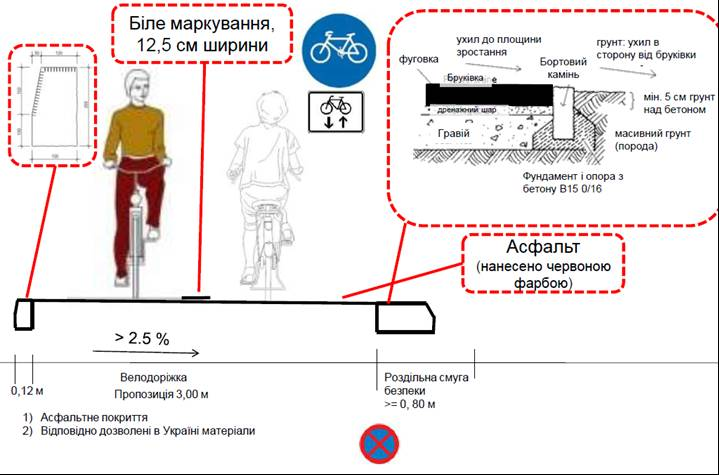 Біле маркування,
12,5 см ширини
ухил до площини
зростання
грунт: ухил в
сторону від бруківки
Бортовий
камінь
фуговка
Бруківка
мін. 5 см грунт
над бетоном
дренажний шар
Гравій
масивний грунт
(порода)
Фундамент і опора з
бетону B15 0/16
Асфальт
(нанесено червоною
фарбою)
> 2.5 %
0,12 м
Велодоріжка
Пропозиція 3,00 м
Роздільна смуга
безпеки
>= 0, 80 м
1) Асфальтне покриття
2) Відповідно дозволені в Україні матеріали